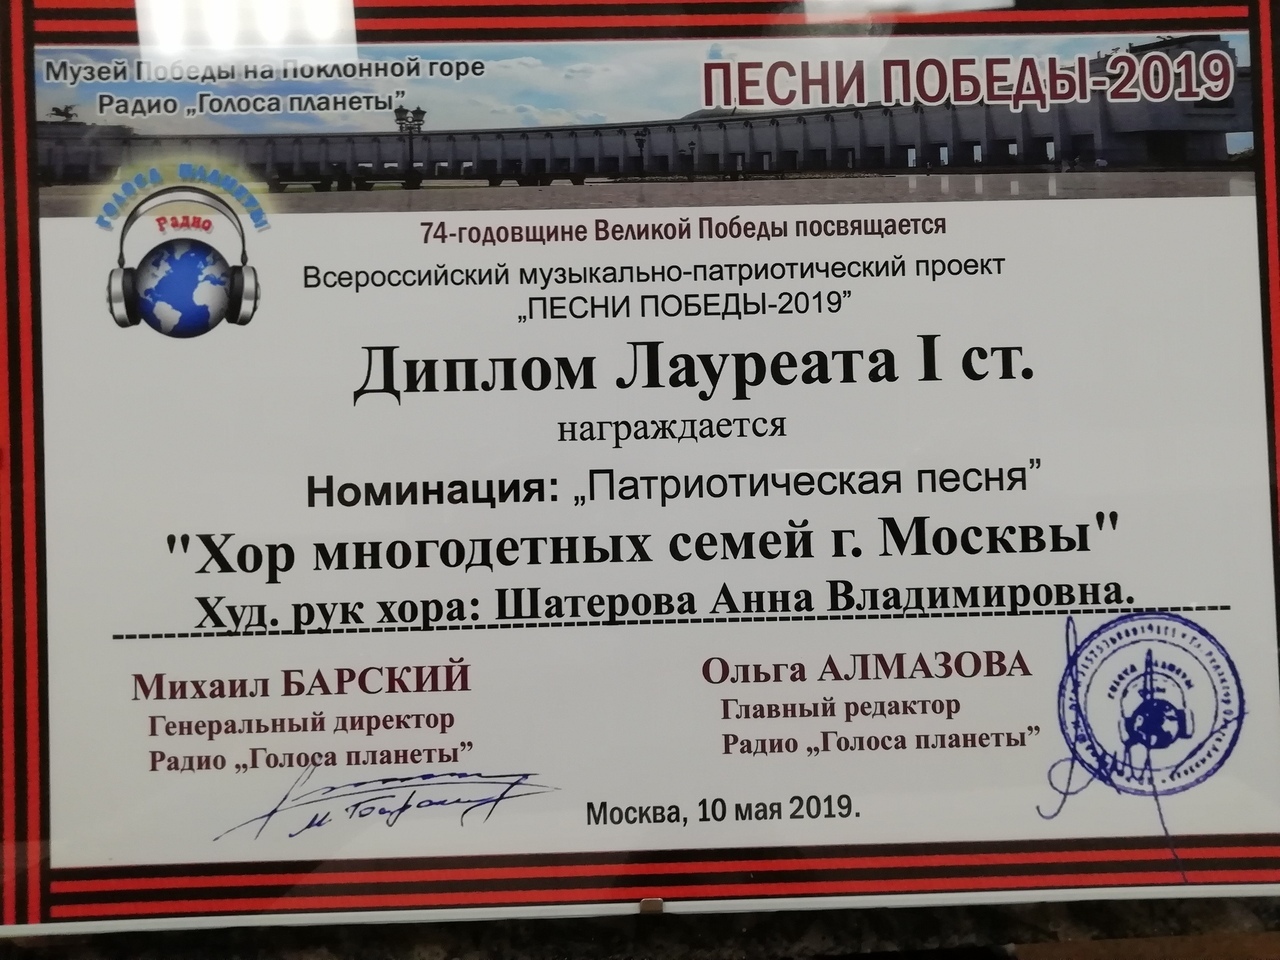 Музей Победы на Поклонной горе
Радио „Голоса планеты”
ПЕСНИ ПОБЕДЫ-2019
ГОЛОСА ПЛАНЕТЫ
Радио
74-годовщине Великой Победы посвящается
Всероссийский музыкально-патриотический проект
„ПЕСНИ ПОБЕДЫ-2019”
Диплом Лауреата I ст.
награждается
Номинация: „Патриотическая песня”
"Хор многодетных семей г. Москвы"
Худ. рук хора: Шатерова Анна Владимировна.
Михаил БАРСКИЙ
Генеральный директор
Радио „Голоса планеты”
Ольга АЛМАЗОВА
Главный редактор
Радио „Голоса планеты”
Москва, 10 мая 2019.